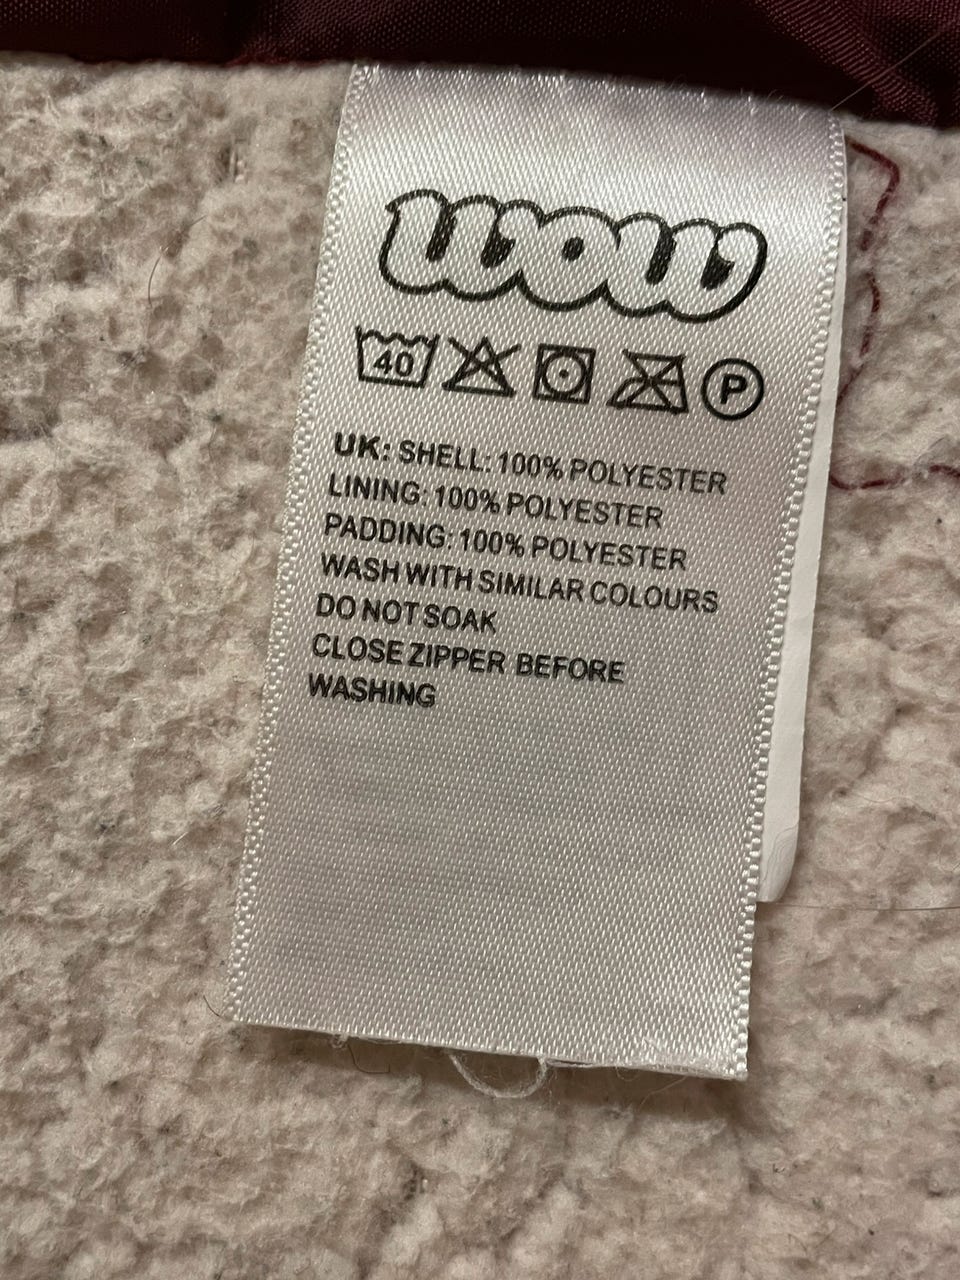 wow
40
P
UK: SHELL: 100% POLYESTER
LINING: 100% POLYESTER
PADDING: 100% POLYESTER
WASH WITH SIMILAR COLOURS
DO NOT SOAK
CLOSE ZIPPER BEFORE
WASHING